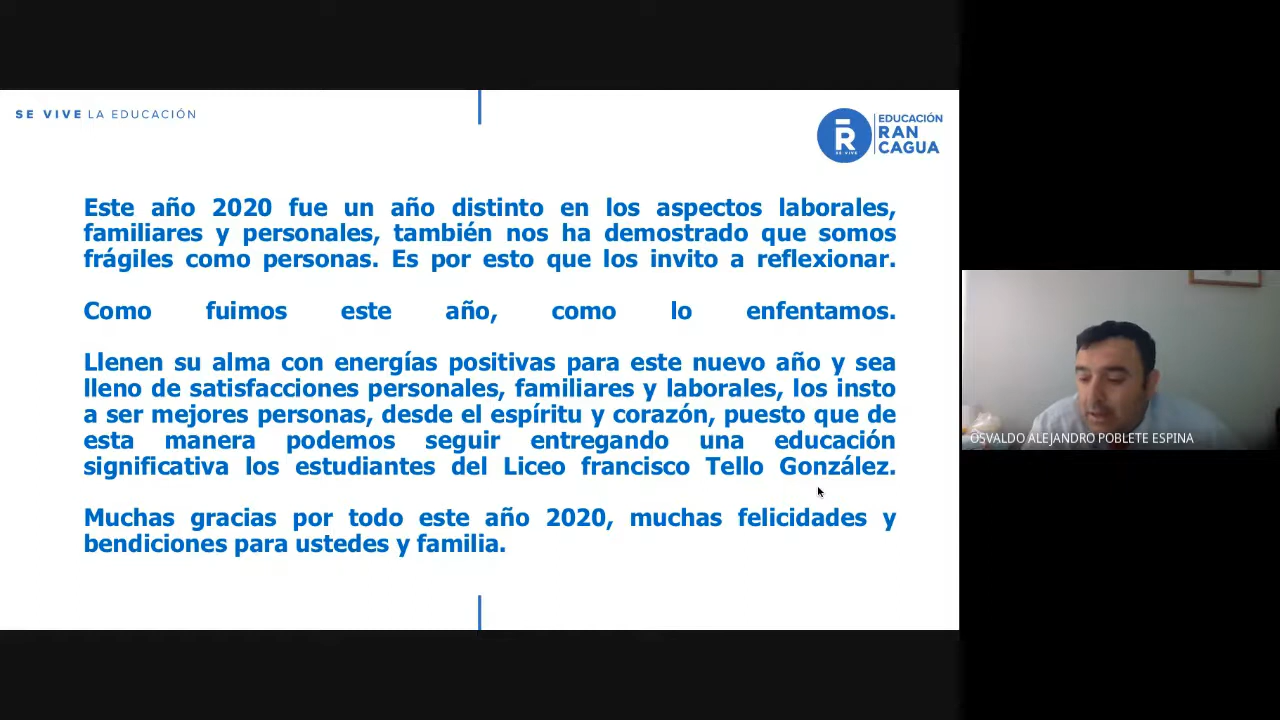 SE VIVE LA EDUCACIÓN
EDUCACIÓN
RAN
CAGUA
R
SE VIVE
Este año 2020 fue un año distinto en los aspectos laborales,
familiares y personales, también nos ha demostrado que somos
frágiles como personas. Es por esto que los invito a reflexionar.
Como fuimos este año, como lo enfentamos.
Llenen su alma con energías positivas para este nuevo año y sea
lleno de satisfacciones personales, familiares y laborales, los insto
a ser mejores personas, desde el espíritu y corazón, puesto que de
esta manera podemos seguir entregando una educación
significativa los estudiantes del Liceo francisco Tello González.
Muchas gracias por todo este año 2020, muchas felicidades y
bendiciones para ustedes y familia.
OSVALDO ALEJANDRO POBLETE ESPINA